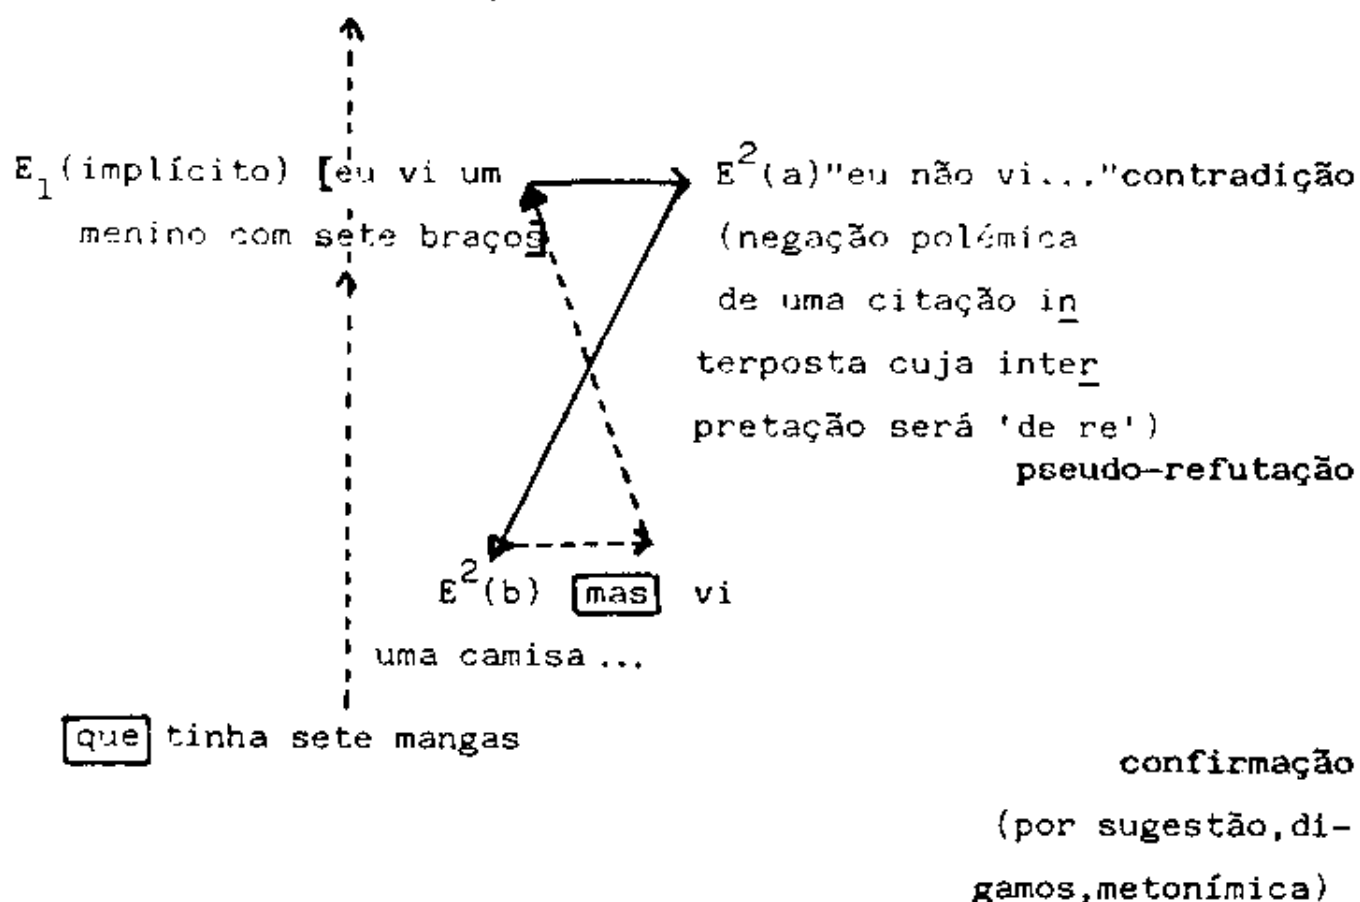 E₁(implícito) [eu vi um
menino com sete braços]
E²(a)"eu não vi..."contradição
(negação polémica
de uma citação in
terposta cuja inter
pretação será 'de re')
pseudo-refutação
E²(b) mas vi
uma camisa ...
que tinha sete mangas
confirmação
(por sugestão,di-
gamos,metonímica)